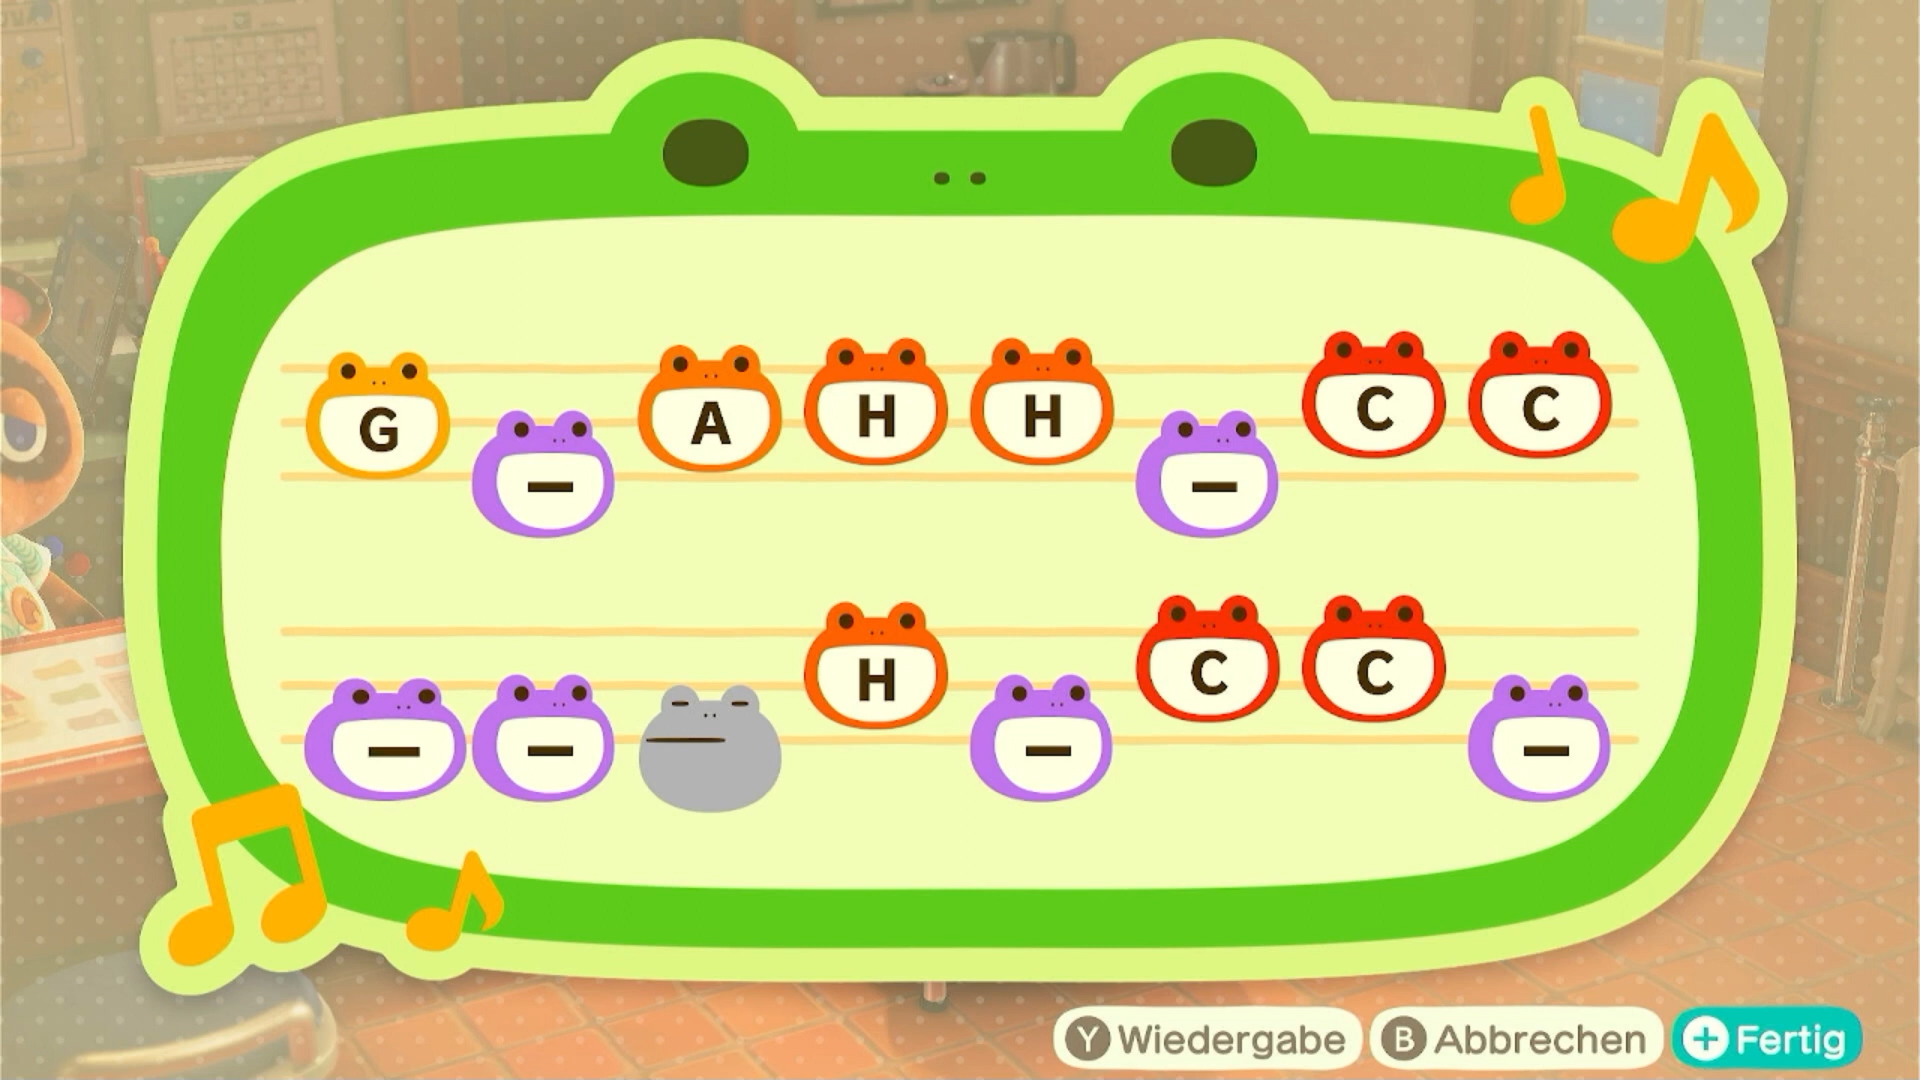 G – A H H – C C
– – H – C C –
Y Wiedergabe B Abbrechen + Fertig